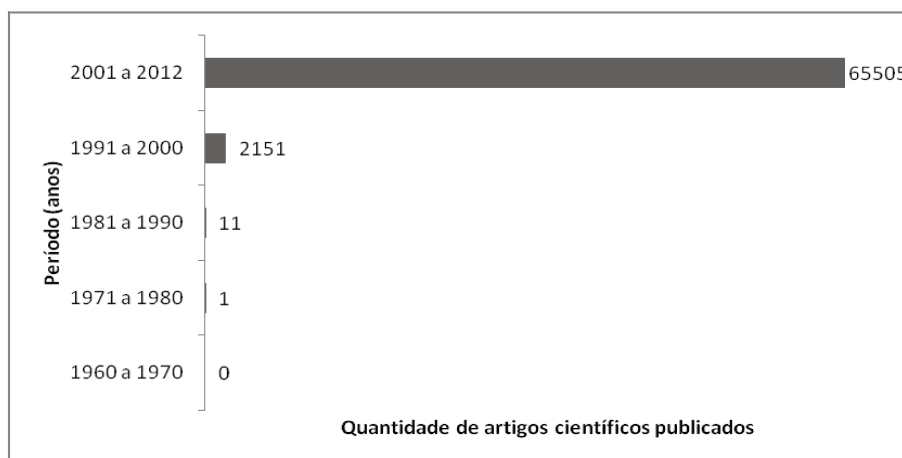 2001 a 2012 65505
1991 a 2000 2151
1981 a 1990 11
1971 a 1980 1
1960 a 1970 0
Período (anos)
Quantidade de artigos científicos publicados